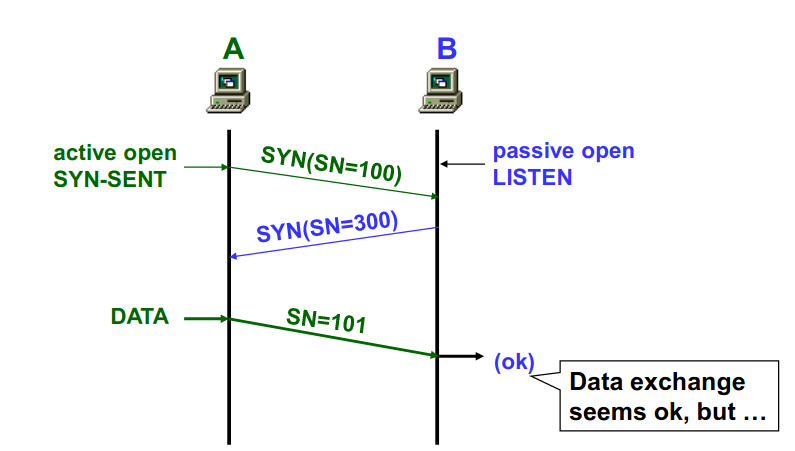 A
B
active open
SYN-SENT
SYN(SN=100)
passive open
LISTEN
SYN(SN=300)
DATA
SN=101
(ok)
Data exchange
seems ok, but …